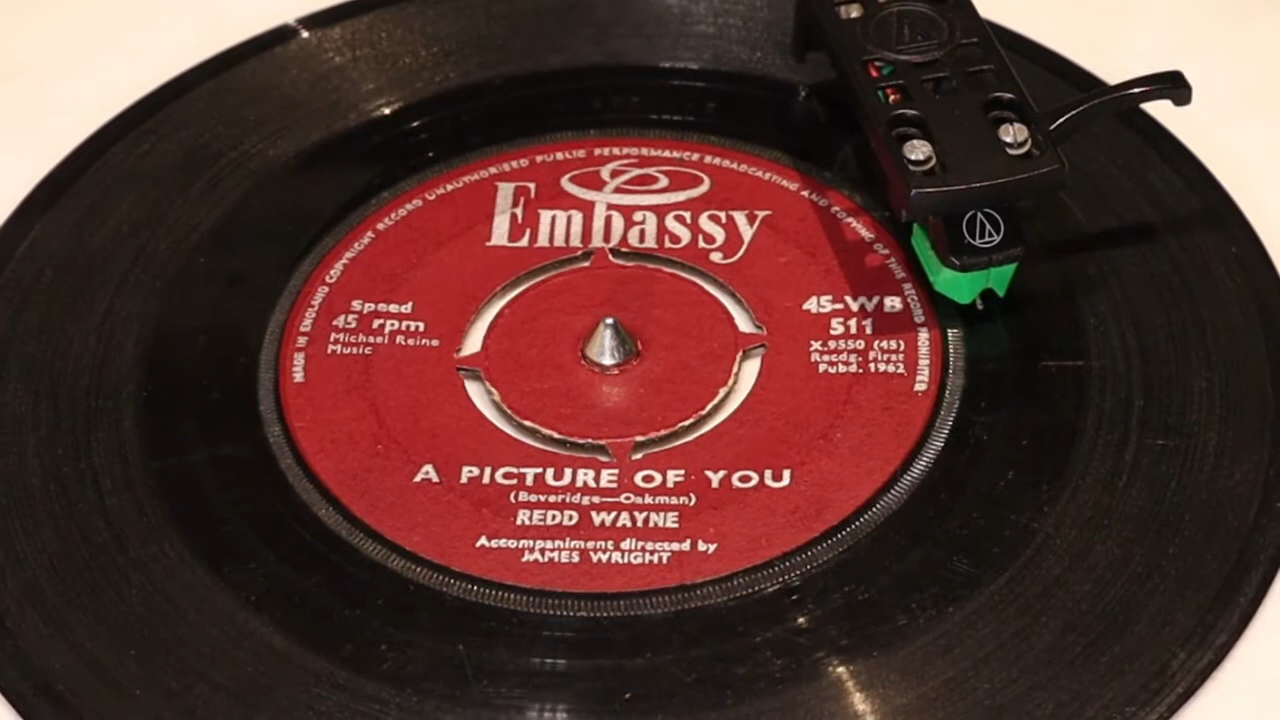 MADE IN ENGLAND COPYRIGHT RECORD UNAUTHORISED PUBLIC PERFORMANCE BROADCASTING AND COPYING OF THIS RECORD PROHIBITED
Embassy
Speed
45 rpm
Michael Reine
Music
45-WB
511
X.9550 (45)
Recdg. First
Pubd. 1962
A PICTURE OF YOU
(Beveridge—Oakman)
REDD WAYNE
Accompaniment directed by
JAMES WRIGHT